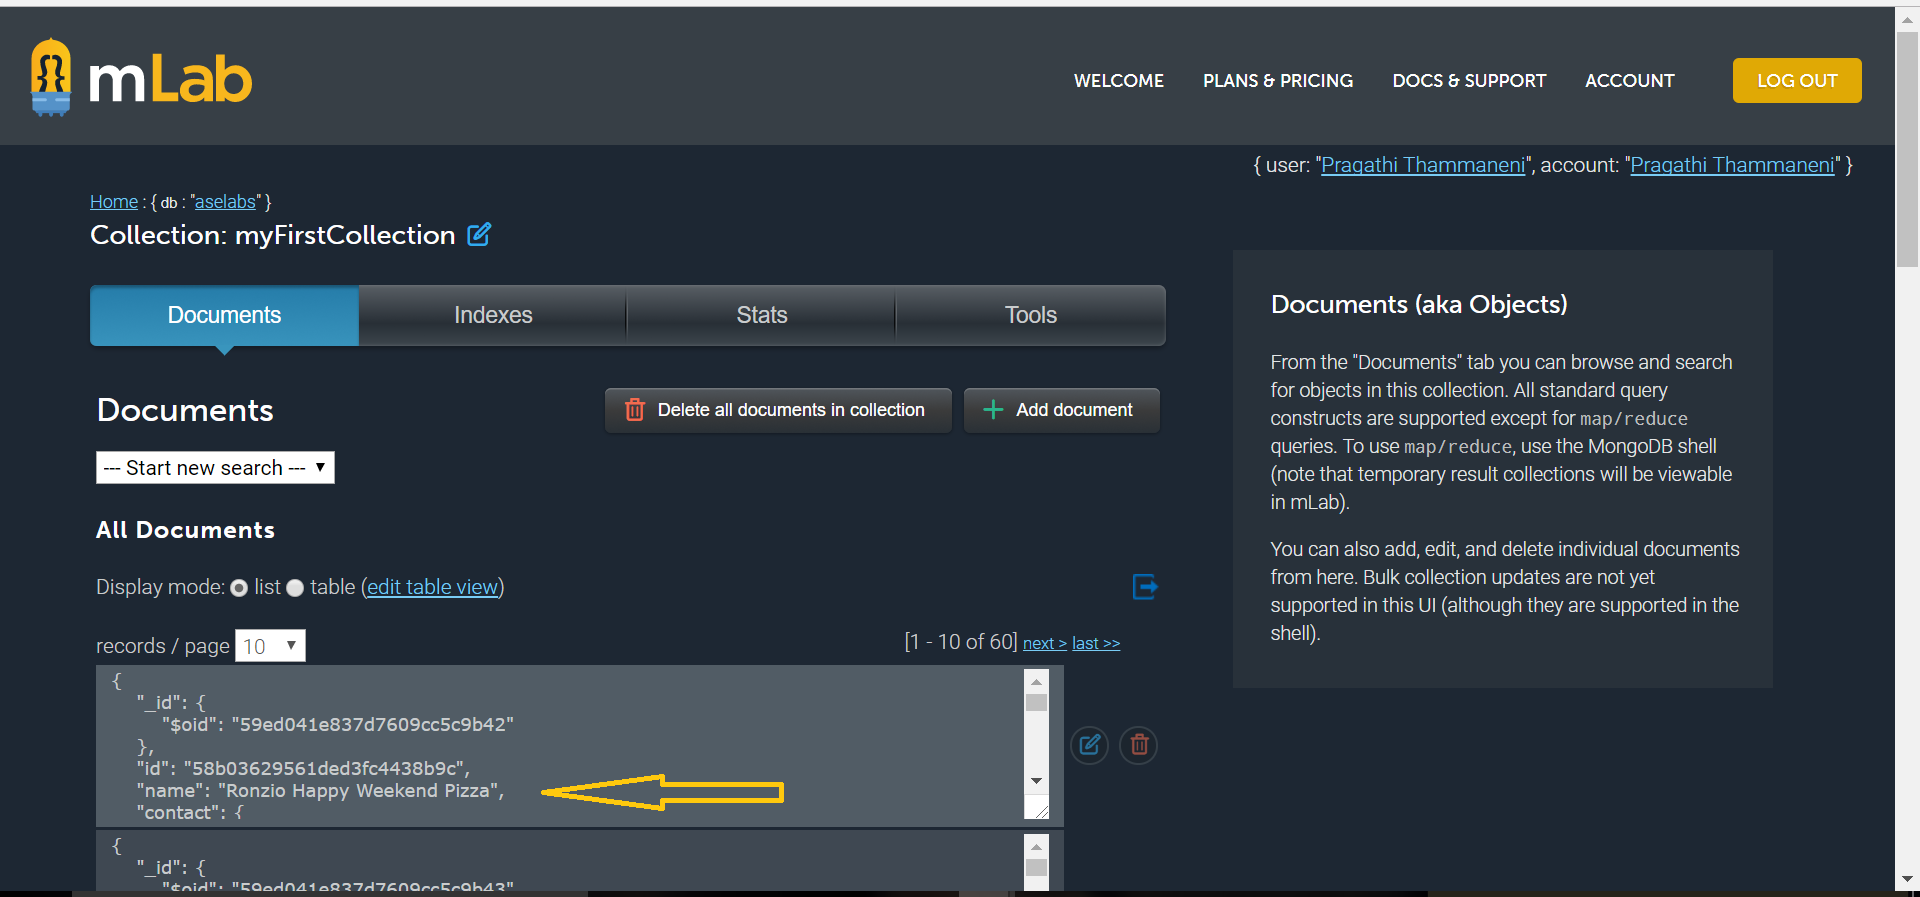 mLab
WELCOME PLANS & PRICING DOCS & SUPPORT ACCOUNT LOG OUT
{ user: "Pragathi Thammaneni", account: "Pragathi Thammaneni" }
Home : { db : "aselabs" }
Collection: myFirstCollection
Documents Indexes Stats Tools
Documents
Delete all documents in collection
Add document
--- Start new search ---
All Documents
Display mode: list table (edit table view)
records / page 10
[1 - 10 of 60] next > last >>
{
"_id": {
"$oid": "59ed041e837d7609cc5c9b42"
},
"id": "58b03629561ded3fc4438b9c",
"name": "Ronzio Happy Weekend Pizza",
"contact": {
{
"_id": {
"$oid": "59ed041e837d7609cc5c9b43"
Documents (aka Objects)
From the "Documents" tab you can browse and search
for objects in this collection. All standard query
constructs are supported except for map/reduce
queries. To use map/reduce, use the MongoDB shell
(note that temporary result collections will be viewable
in mLab).
You can also add, edit, and delete individual documents
from here. Bulk collection updates are not yet
supported in this UI (although they are supported in the
shell).